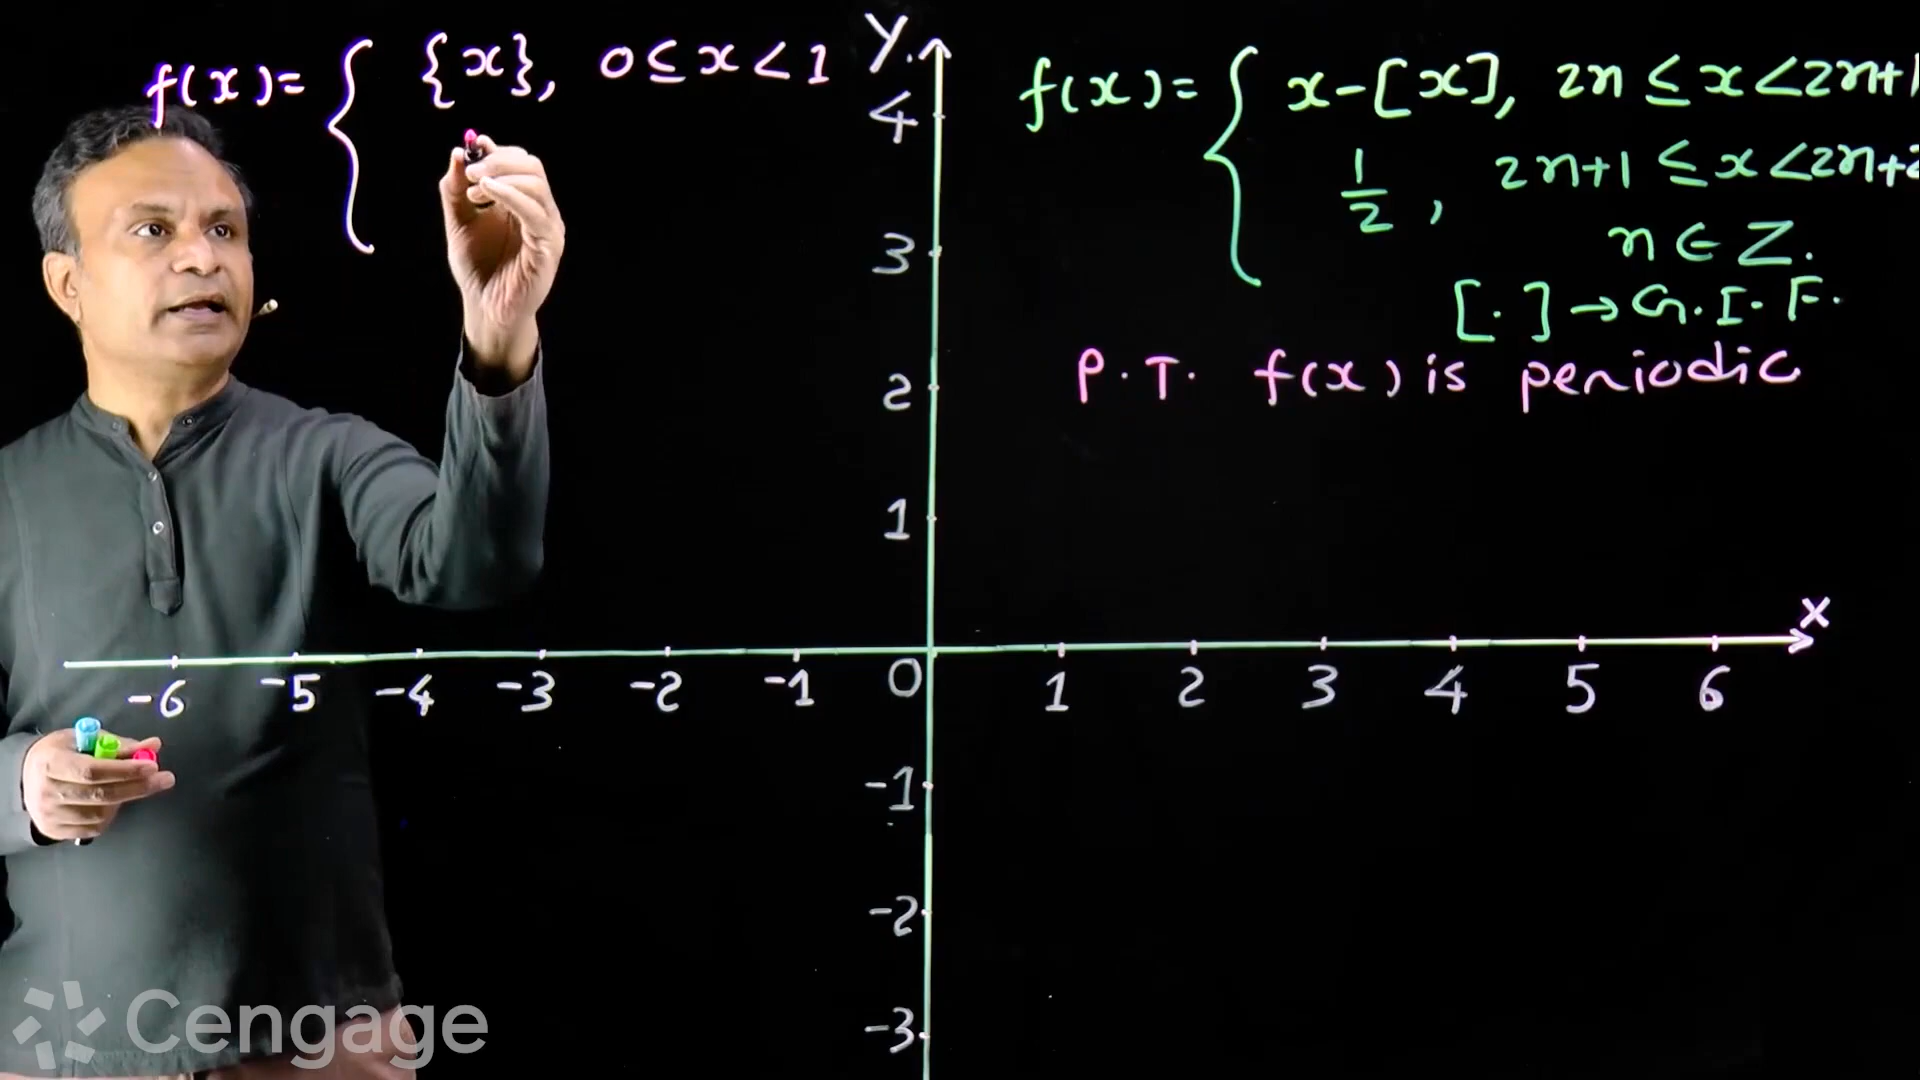 f(x)= { {x}, 0≤x<1
f(x)= { x-[x], 2n≤x<2n+1
1/2, 2n+1≤x<2n+2
n∈Z.
[.]→G.I.F.
P.T. f(x) is periodic
Y
4
3
2
1
X
-6 -5 -4 -3 -2 -1 0 1 2 3 4 5 6
-1
-2
-3
Cengage